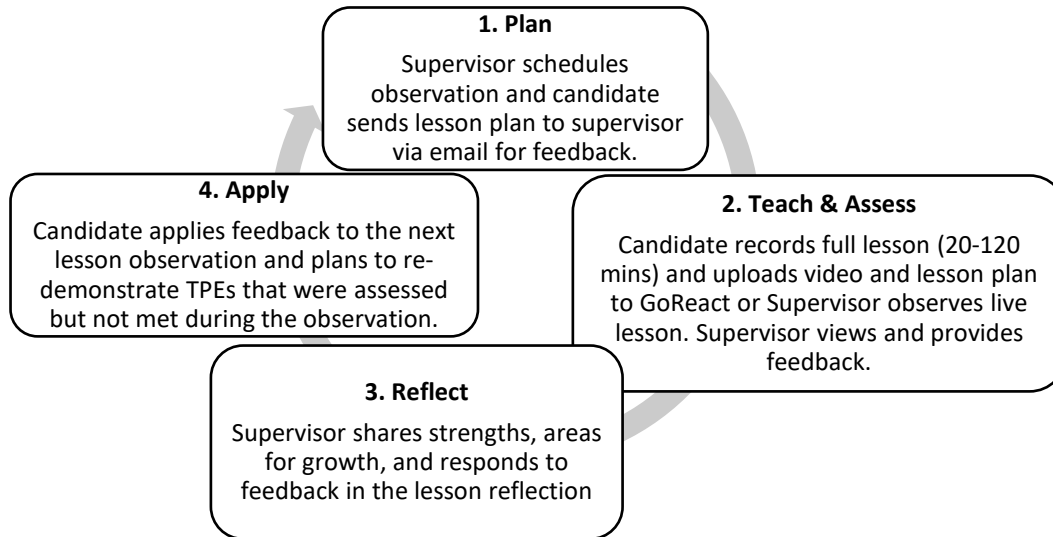 1. Plan
Supervisor schedules
observation and candidate
sends lesson plan to supervisor
via email for feedback.
2. Teach & Assess
Candidate records full lesson (20-120
mins) and uploads video and lesson plan
to GoReact or Supervisor observes live
lesson. Supervisor views and provides
feedback.
3. Reflect
Supervisor shares strengths, areas
for growth, and responds to
feedback in the lesson reflection
4. Apply
Candidate applies feedback to the next
lesson observation and plans to re-
demonstrate TPEs that were assessed
but not met during the observation.